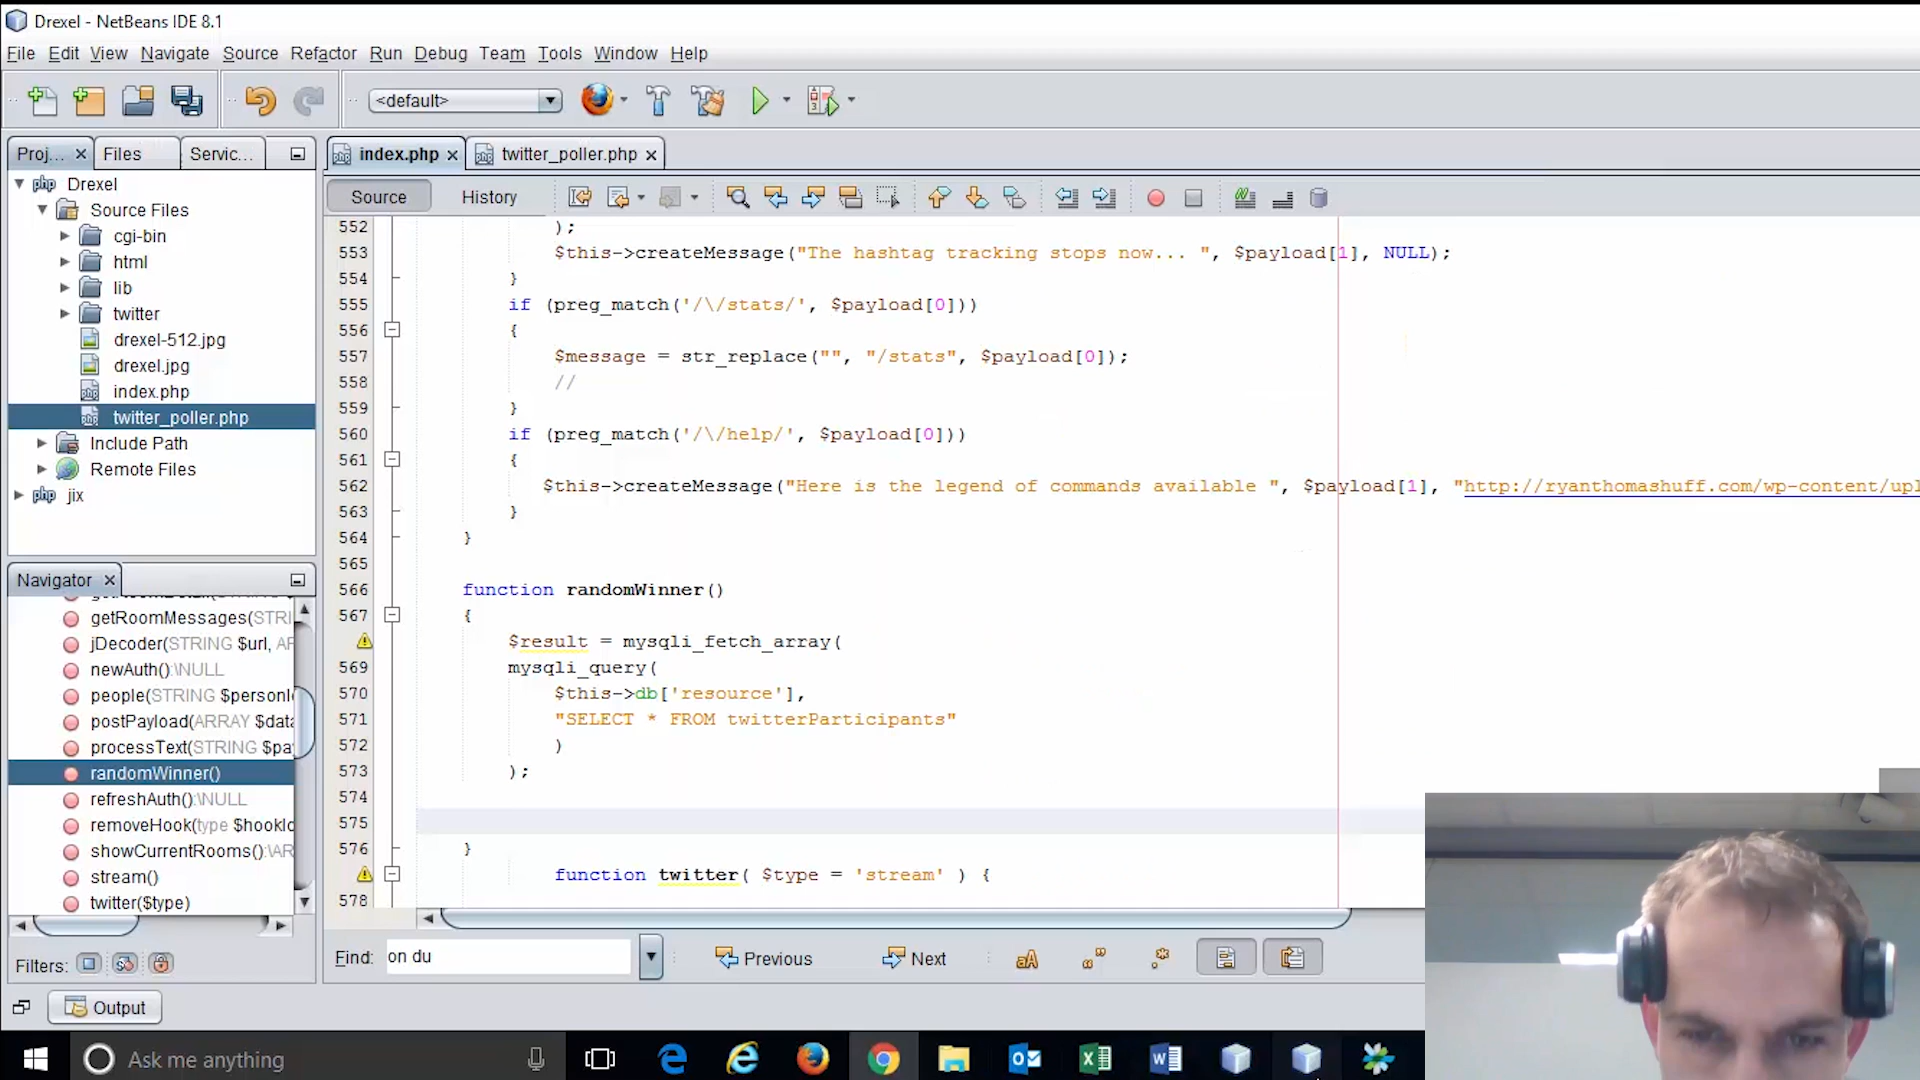 Drexel - NetBeans IDE 8.1
File Edit View Navigate Source Refactor Run Debug Team Tools Window Help
<default>
Proj... Files Servic... index.php twitter_poller.php
Source History
Drexel
Source Files
cgi-bin
html
lib
twitter
drexel-512.jpg
drexel.jpg
index.php
twitter_poller.php
Include Path
Remote Files
jix
Navigator
getRoomMessages(STRI
jDecoder(STRING $url, AF
newAuth():\NULL
people(STRING $personI
postPayload(ARRAY $data
processText(STRING $pa
randomWinner()
refreshAuth():\NULL
removeHook(type $hookIc
showCurrentRooms():\AF
stream()
twitter($type)
Filters:
552 );
553 $this->createMessage("The hashtag tracking stops now... ", $payload[1], NULL);
554 }
555 if (preg_match('/\/stats/', $payload[0]))
556 {
557 $message = str_replace("", "/stats", $payload[0]);
558 //
559 }
560 if (preg_match('/\/help/', $payload[0]))
561 {
562 $this->createMessage("Here is the legend of commands available ", $payload[1], "http://ryanthomashuff.com/wp-content/upl
563 }
564 }
565
566 function randomWinner()
567 {
$result = mysqli_fetch_array(
569 mysqli_query(
570 $this->db['resource'],
571 "SELECT * FROM twitterParticipants"
572 )
573 );
574
575
576 }
function twitter( $type = 'stream' ) {
578
Find: on du Previous Next
Output
Ask me anything